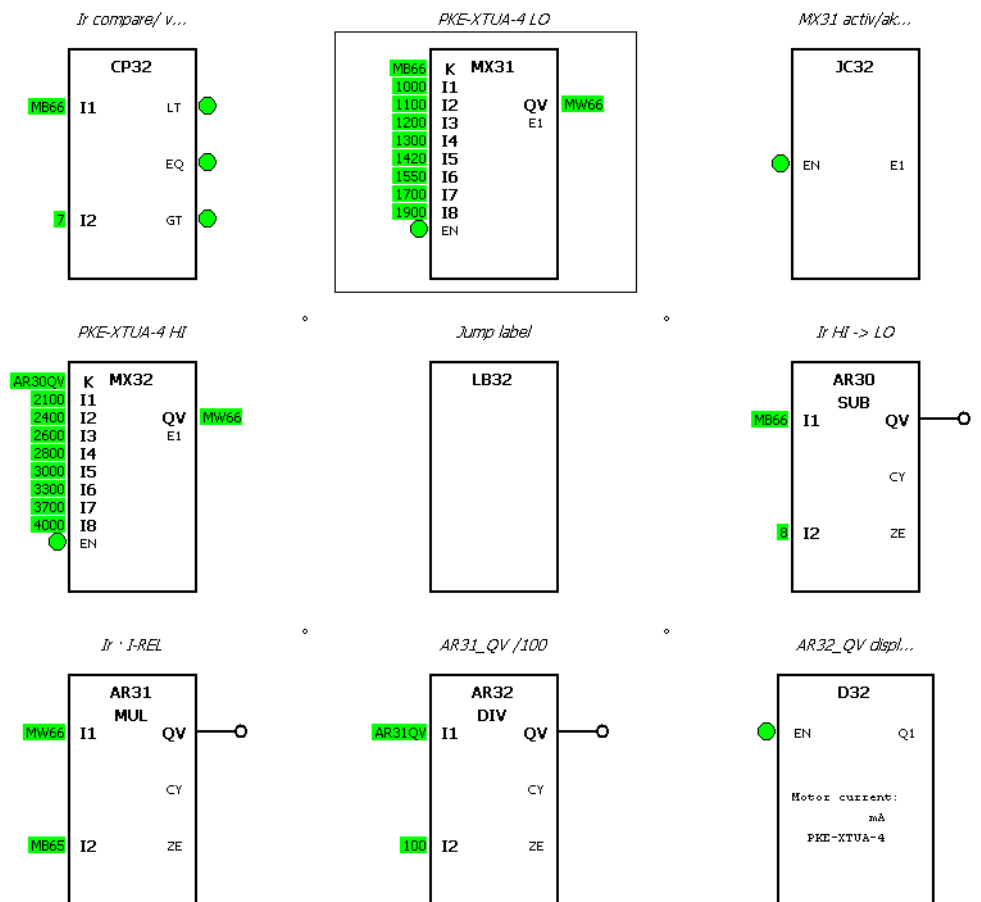 Ir compare/ v...
PKE-XTUA-4 LO
MX31 activ/ak...
CP32
MB66 I1 LT
EQ
7 I2 GT
MB66 K MX31
1000 I1
1100 I2 QV MW66
1200 I3 E1
1300 I4
1420 I5
1550 I6
1700 I7
1900 I8
EN
JC32
EN E1
PKE-XTUA-4 HI
Jump label
Ir HI -> LO
AR30QV K MX32
2100 I1
2400 I2 QV MW66
2600 I3 E1
2800 I4
3000 I5
3300 I6
3700 I7
4000 I8
EN
LB32
AR30
SUB
MB66 I1 QV
CY
8 I2 ZE
Ir · I-REL
AR31_QV /100
AR32_QV displ...
AR31
MUL
MW66 I1 QV
CY
MB65 I2 ZE
AR32
DIV
AR31QV I1 QV
CY
100 I2 ZE
D32
EN Q1
Motor current:
mA
PKE-XTUA-4